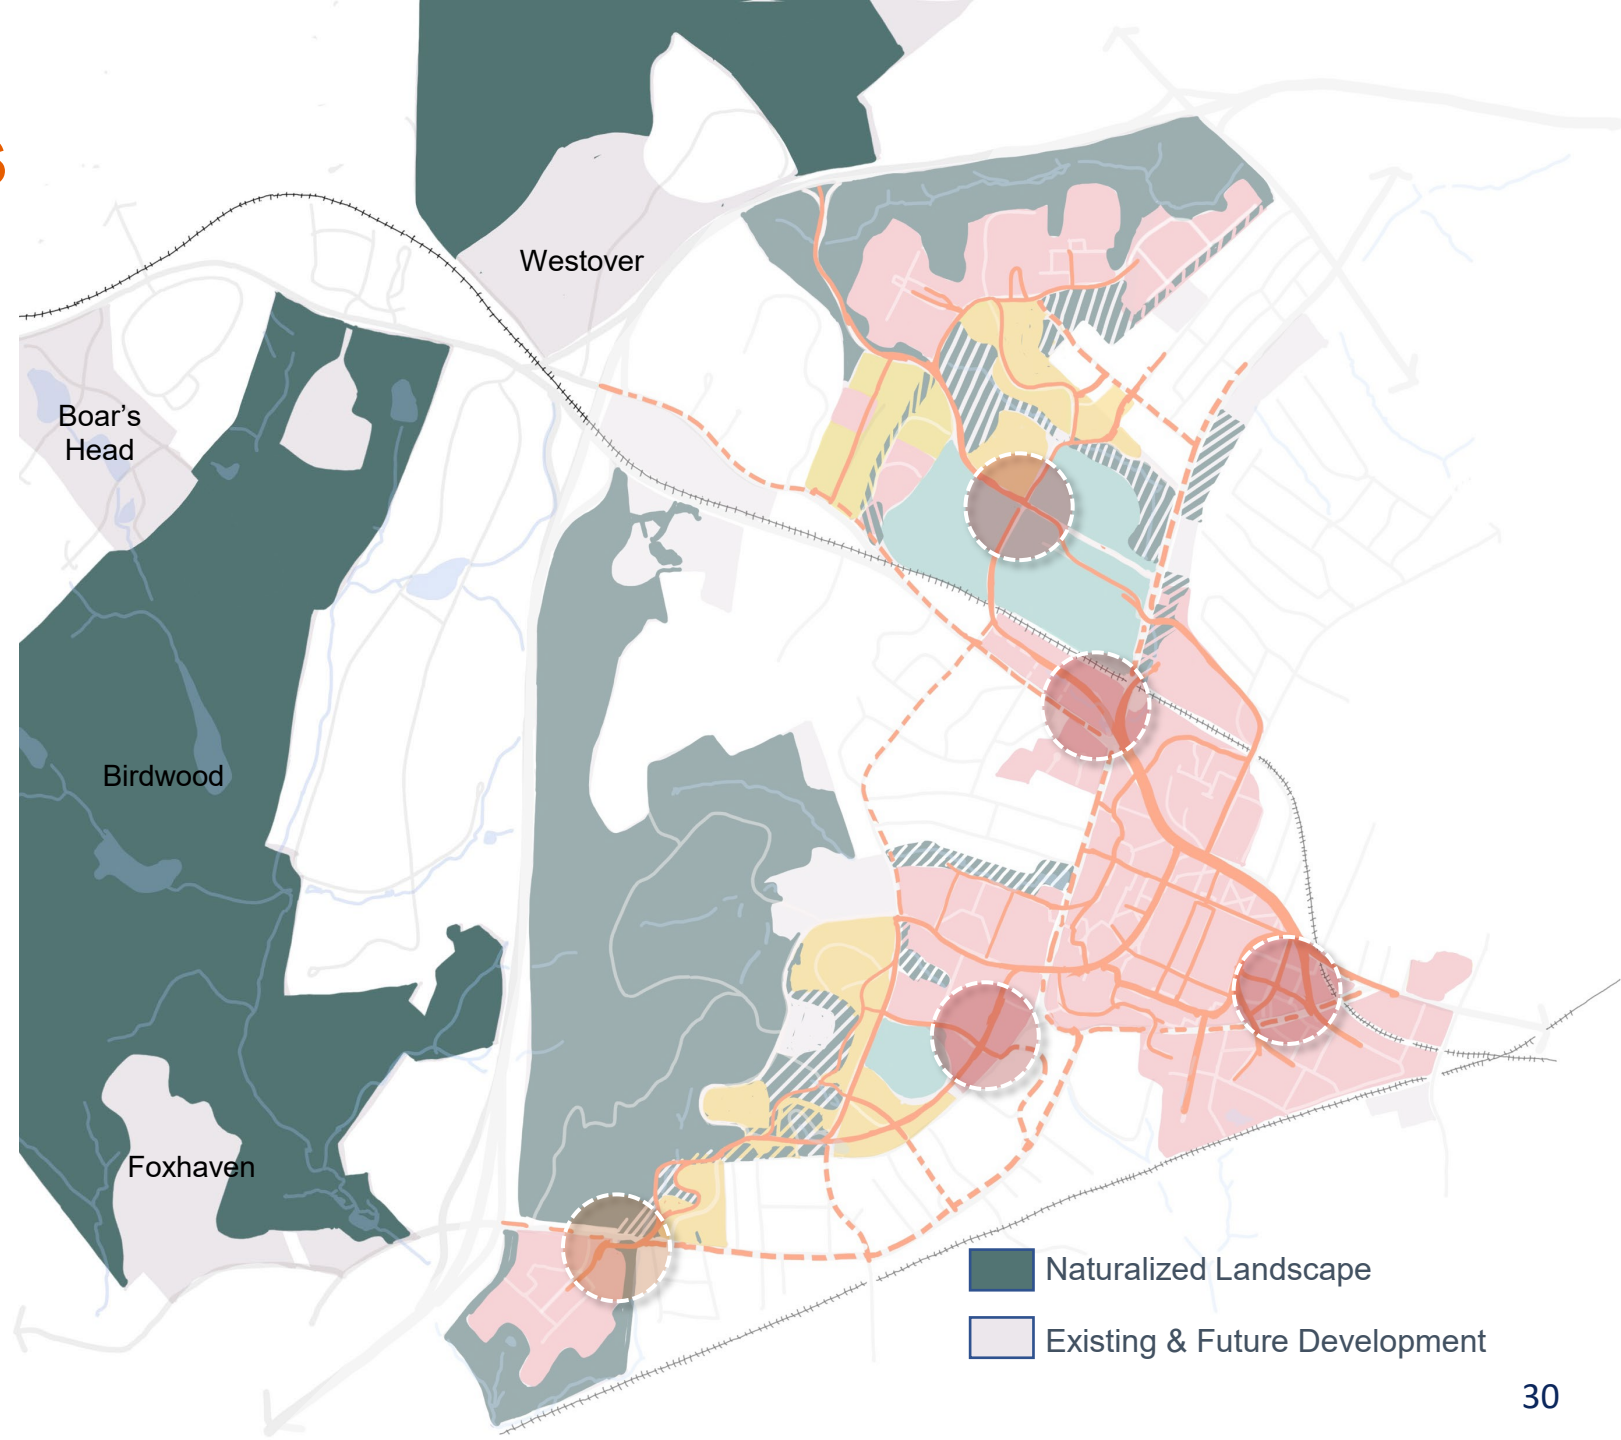 s
Westover
Boar's
Head
Birdwood
Foxhaven
Naturalized Landscape
Existing & Future Development
30